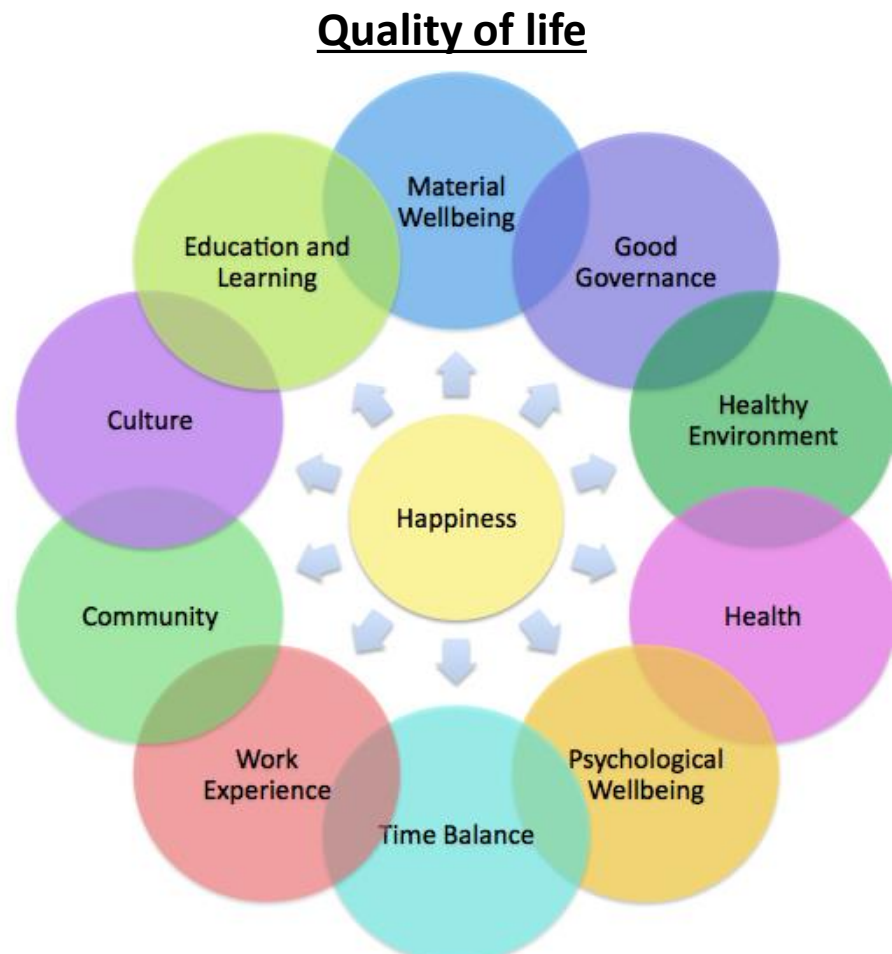 Quality of life
Material
Wellbeing
Good
Governance
Healthy
Environment
Health
Psychological
Wellbeing
Time Balance
Work
Experience
Community
Culture
Education and
Learning
Happiness